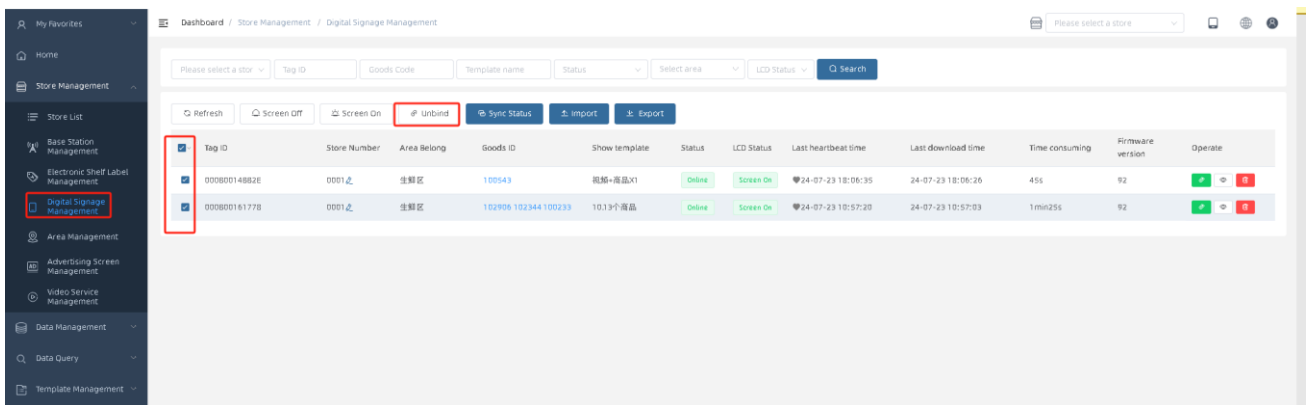 My Favorites
Dashboard / Store Management / Digital Signage Management
Please select a store
Home
Store Management
Store List
Base Station
Management
Electronic Shelf Label
Management
Digital Signage
Management
Area Management
AD
Advertising Screen
Management
Video Service
Management
Data Management
Data Query
Template Management
Please select a stor
Tag ID
Goods Code
Template name
Status
Select area
LCD Status
Search
Refresh
Screen Off
Screen On
Unbind
Sync Status
Import
Export
Tag ID Store Number Area Belong Goods ID Show template Status LCD Status Last heartbeat time Last download time Time consuming Firmware version Operate
00080014882E 0001 生鲜区 100543 视频+商品X1 Online Screen On 24-07-23 18:06:35 24-07-23 18:06:26 45s 92
000800161778 0001 生鲜区 102906 102344 100233 10,13个商品 Online Screen On 24-07-23 10:57:20 24-07-23 10:57:03 1min25s 92